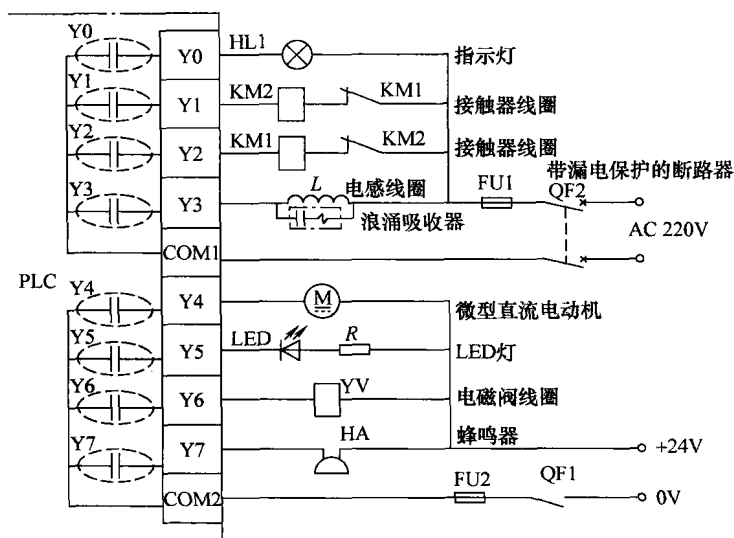 Y0 Y0 HL1 指示灯
Y1 Y1 KM2 KM1 接触器线圈
Y2 Y2 KM1 KM2 接触器线圈
带漏电保护的断路器
Y3 Y3 L 电感线圈 FU1 QF2
浪涌吸收器
AC 220V
COM1
PLC
Y4 Y4 M 微型直流电动机
Y5 Y5 LED R LED灯
Y6 Y6 YV 电磁阀线圈
Y7 Y7 HA 蜂鸣器 +24V
COM2 FU2 QF1 0V